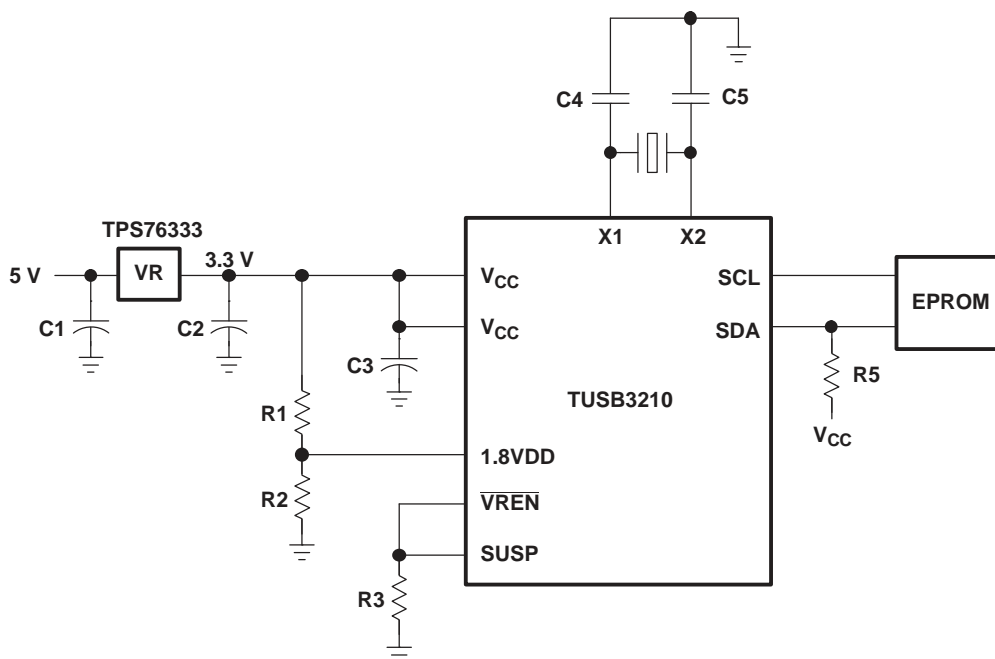 C4
C5
TPS76333
X1
X2
5 V
VR
3.3 V
VCC
SCL
EPROM
C1
C2
VCC
SDA
C3
R5
TUSB3210
R1
VCC
1.8VDD
R2
VREN
SUSP
R3